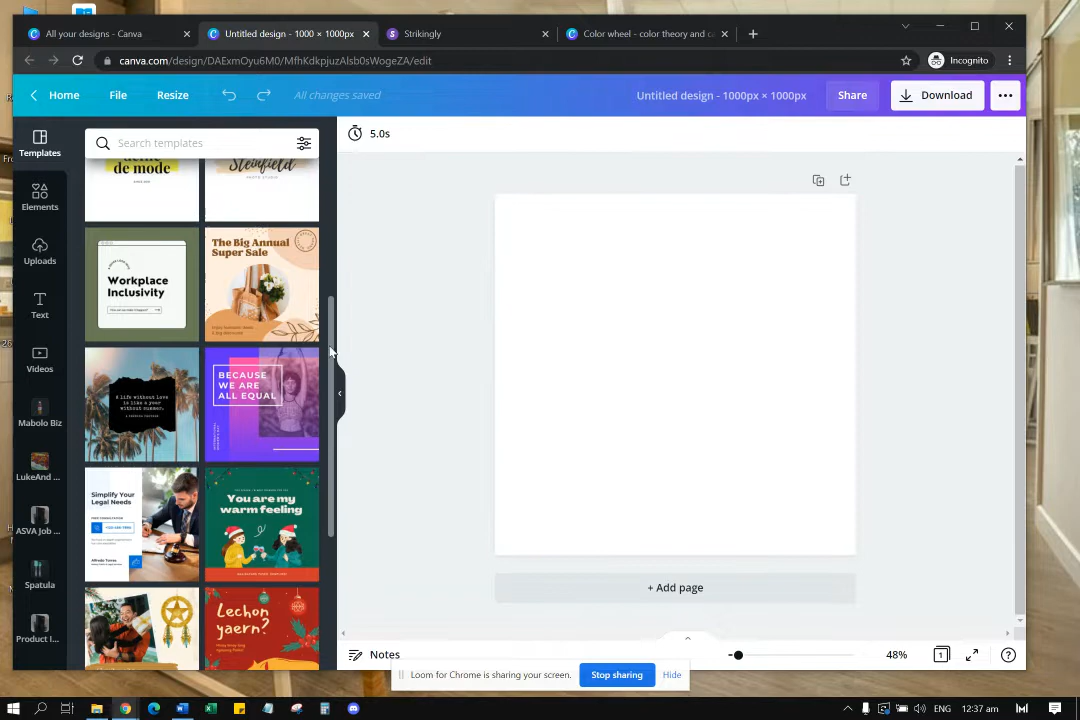 All your designs - Canva
Untitled design - 1000 × 1000px
Strikingly
Color wheel - color theory and ca
canva.com/design/DAExmOyu6M0/MfhKdkpjuzAlsb0sWogeZA/edit
Incognito
Home
File
Resize
All changes saved
Untitled design - 1000px × 1000px
Share
Download
Templates
Search templates
5.0s
de mode
Steinfield
PHOTO STUDIO
Elements
Uploads
Text
Videos
Mabolo Biz
LukeAnd ...
ASVA Job ...
Spatula
Product I...
Workplace
Inclusivity
The Big Annual
Super Sale
A life without Love
is like a year
without summer.
BECAUSE
WE ARE
ALL EQUAL
Simplify Your
Legal Needs
You are my
warm feeling
Lechon
yaern?
+ Add page
Notes
48%
1
Loom for Chrome is sharing your screen.
Stop sharing
Hide
ENG
12:37 am